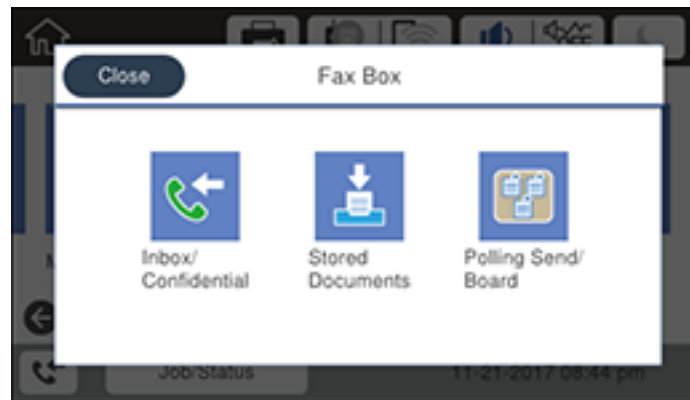 Close
Fax Box
Inbox/
Confidential
Stored
Documents
Polling Send/
Board
Job/Status
11-21-2017 08:44 pm